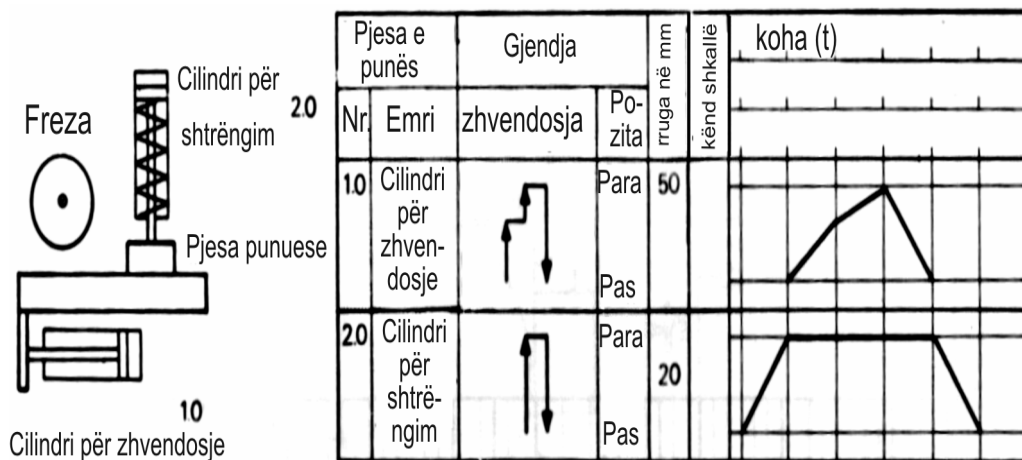 Freza
Cilindri për
shtrëngim
2.0
Pjesa punuese
1.0
Cilindri për zhvendosje
Pjesa e
punës
Gjendja
rruga në mm
kënd shkallë
koha (t)
Nr.
Emri
zhvendosja
Po-
zita
1.0
Cilindri
për
zhven-
dosje
Para
50
Pas
2.0
Cilindri
për
shtrë-
ngim
Para
20
Pas